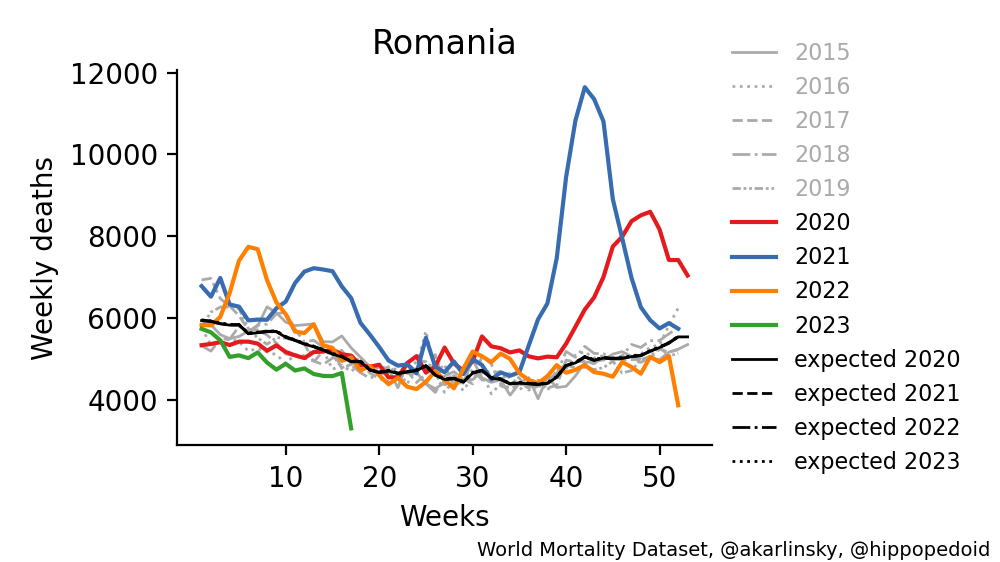 Romania
Weekly deaths
12000
10000
8000
6000
4000
10 20 30 40 50
Weeks
2015
2016
2017
2018
2019
2020
2021
2022
2023
expected 2020
expected 2021
expected 2022
expected 2023
World Mortality Dataset, @akarlinsky, @hippopedoid